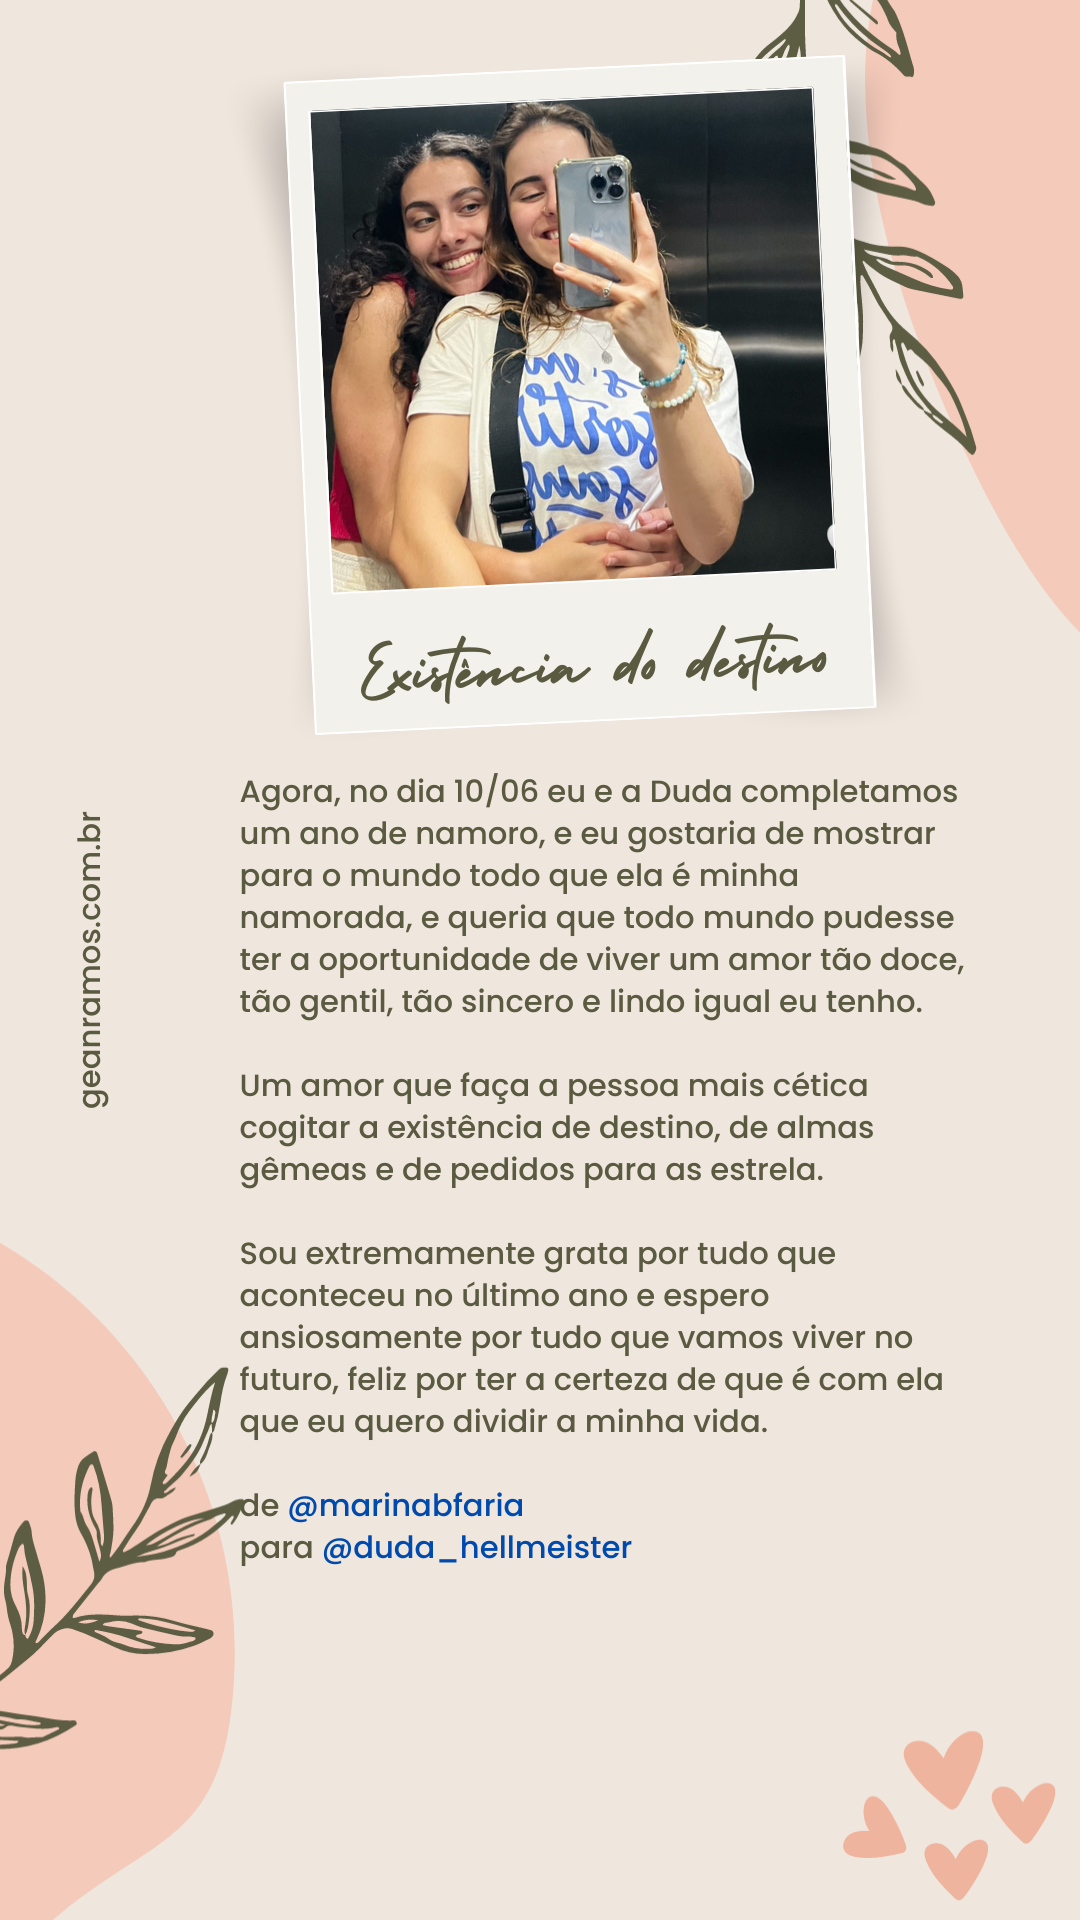 s'en
sortir
sans
Existência do destino
Agora, no dia 10/06 eu e a Duda completamos
um ano de namoro, e eu gostaria de mostrar
para o mundo todo que ela é minha
namorada, e queria que todo mundo pudesse
ter a oportunidade de viver um amor tão doce,
tão gentil, tão sincero e lindo igual eu tenho.
Um amor que faça a pessoa mais cética
cogitar a existência de destino, de almas
gêmeas e de pedidos para as estrela.
Sou extremamente grata por tudo que
aconteceu no último ano e espero
ansiosamente por tudo que vamos viver no
futuro, feliz por ter a certeza de que é com ela
que eu quero dividir a minha vida.
de @marinabfaria
para @duda_hellmeister
geanramos.com.br